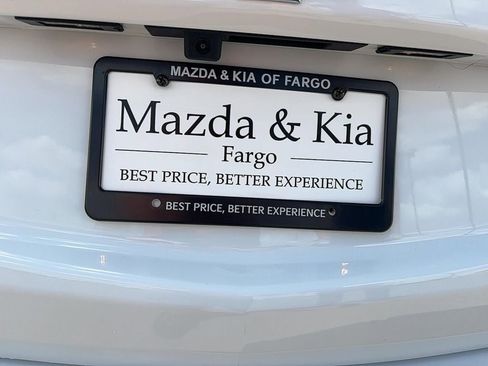 MAZDA & KIA OF FARGO
Mazda & Kia
Fargo
BEST PRICE, BETTER EXPERIENCE
BEST PRICE, BETTER EXPERIENCE